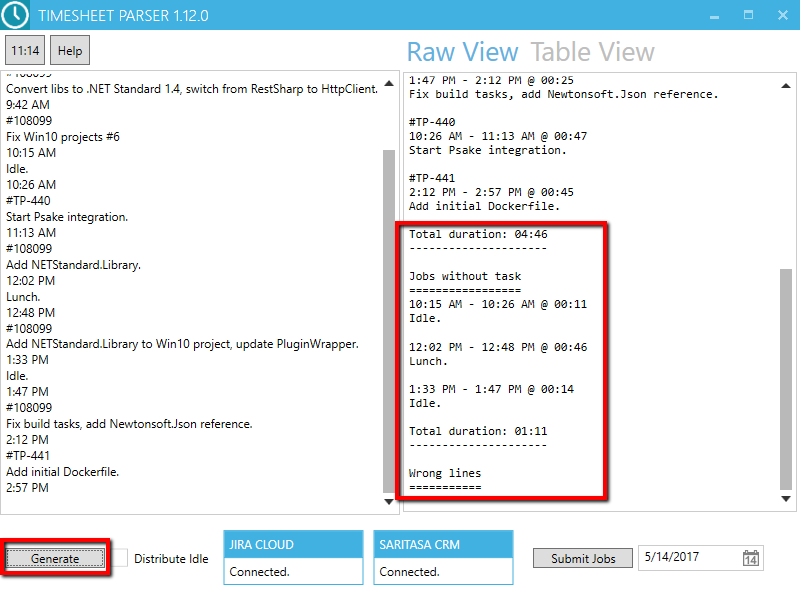 TIMESHEET PARSER 1.12.0
11:14
Help
Raw View
Table View
#108099
Convert libs to .NET Standard 1.4, switch from RestSharp to HttpClient.
9:42 AM
#108099
Fix Win10 projects #6
10:15 AM
Idle.
10:26 AM
#TP-440
Start Psake integration.
11:13 AM
#108099
Add NETStandard.Library.
12:02 PM
Lunch.
12:48 PM
#108099
Add NETStandard.Library to Win10 project, update PluginWrapper.
1:33 PM
Idle.
1:47 PM
#108099
Fix build tasks, add Newtonsoft.Json reference.
2:12 PM
#TP-441
Add initial Dockerfile.
2:57 PM
1:47 PM - 2:12 PM @ 00:25
Fix build tasks, add Newtonsoft.Json reference.
#TP-440
10:26 AM - 11:13 AM @ 00:47
Start Psake integration.
#TP-441
2:12 PM - 2:57 PM @ 00:45
Add initial Dockerfile.
Total duration: 04:46
---------------------
Jobs without task
=================
10:15 AM - 10:26 AM @ 00:11
Idle.
12:02 PM - 12:48 PM @ 00:46
Lunch.
1:33 PM - 1:47 PM @ 00:14
Idle.
Total duration: 01:11
---------------------
Wrong lines
===========
Generate
Distribute Idle
JIRA CLOUD
Connected.
SARITASA CRM
Connected.
Submit Jobs
5/14/2017
14